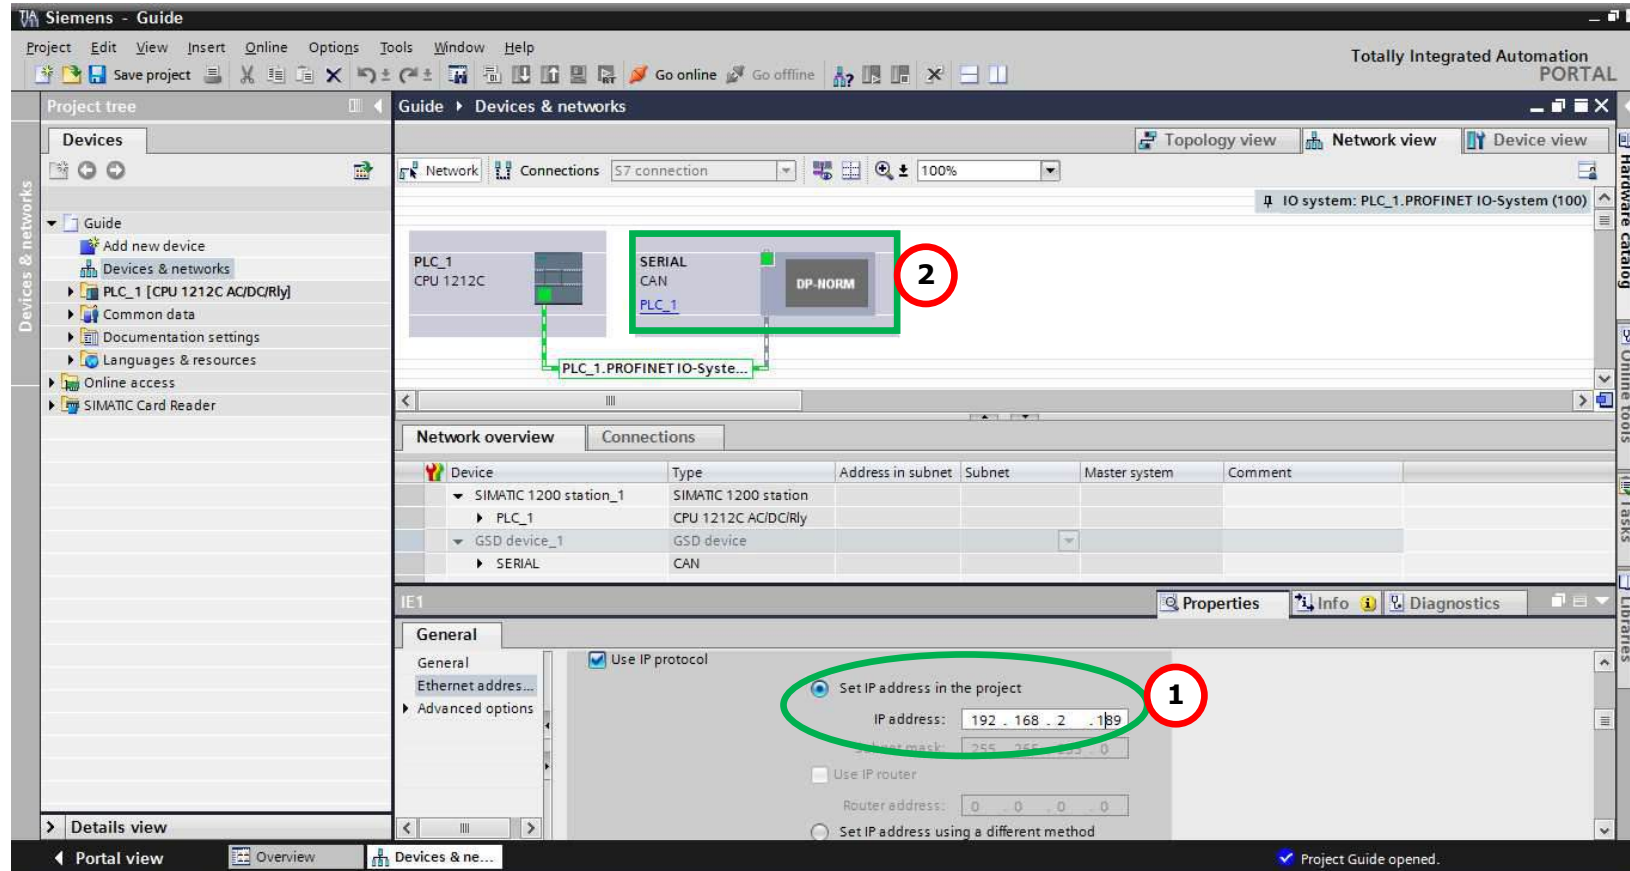 Siemens - Guide
Project Edit View Insert Online Options Tools Window Help
Totally Integrated Automation
PORTAL
Save project
Go online
Go offline
Project tree
Guide
Devices & networks
Devices
Topology view
Network view
Device view
Network
Connections
S7 connection
100%
IO system: PLC_1.PROFINET IO-System (100)
Guide
Add new device
Devices & networks
PLC_1 [CPU 1212C AC/DC/Rly]
Common data
Documentation settings
Languages & resources
Online access
SIMATIC Card Reader
Devices & networks
PLC_1
CPU 1212C
SERIAL
CAN
PLC_1
DP-NORM
2
PLC_1.PROFINET IO-Syste...
Network overview
Connections
Device Type Address in subnet Subnet Master system Comment
SIMATIC 1200 station_1 SIMATIC 1200 station
PLC_1 CPU 1212C AC/DC/Rly
GSD device_1 GSD device
SERIAL CAN
IE1
Properties
Info
Diagnostics
General
General
Ethernet addres...
Advanced options
Use IP protocol
Set IP address in the project
IP address: 192 . 168 . 2 . 189
Subnet mask: 255 . 255 . 255 . 0
1
Use IP router
Router address: 0 . 0 . 0 . 0
Set IP address using a different method
Hardware catalog
Online tools
Tasks
Libraries
Details view
Portal view
Overview
Devices & ne...
Project Guide opened.